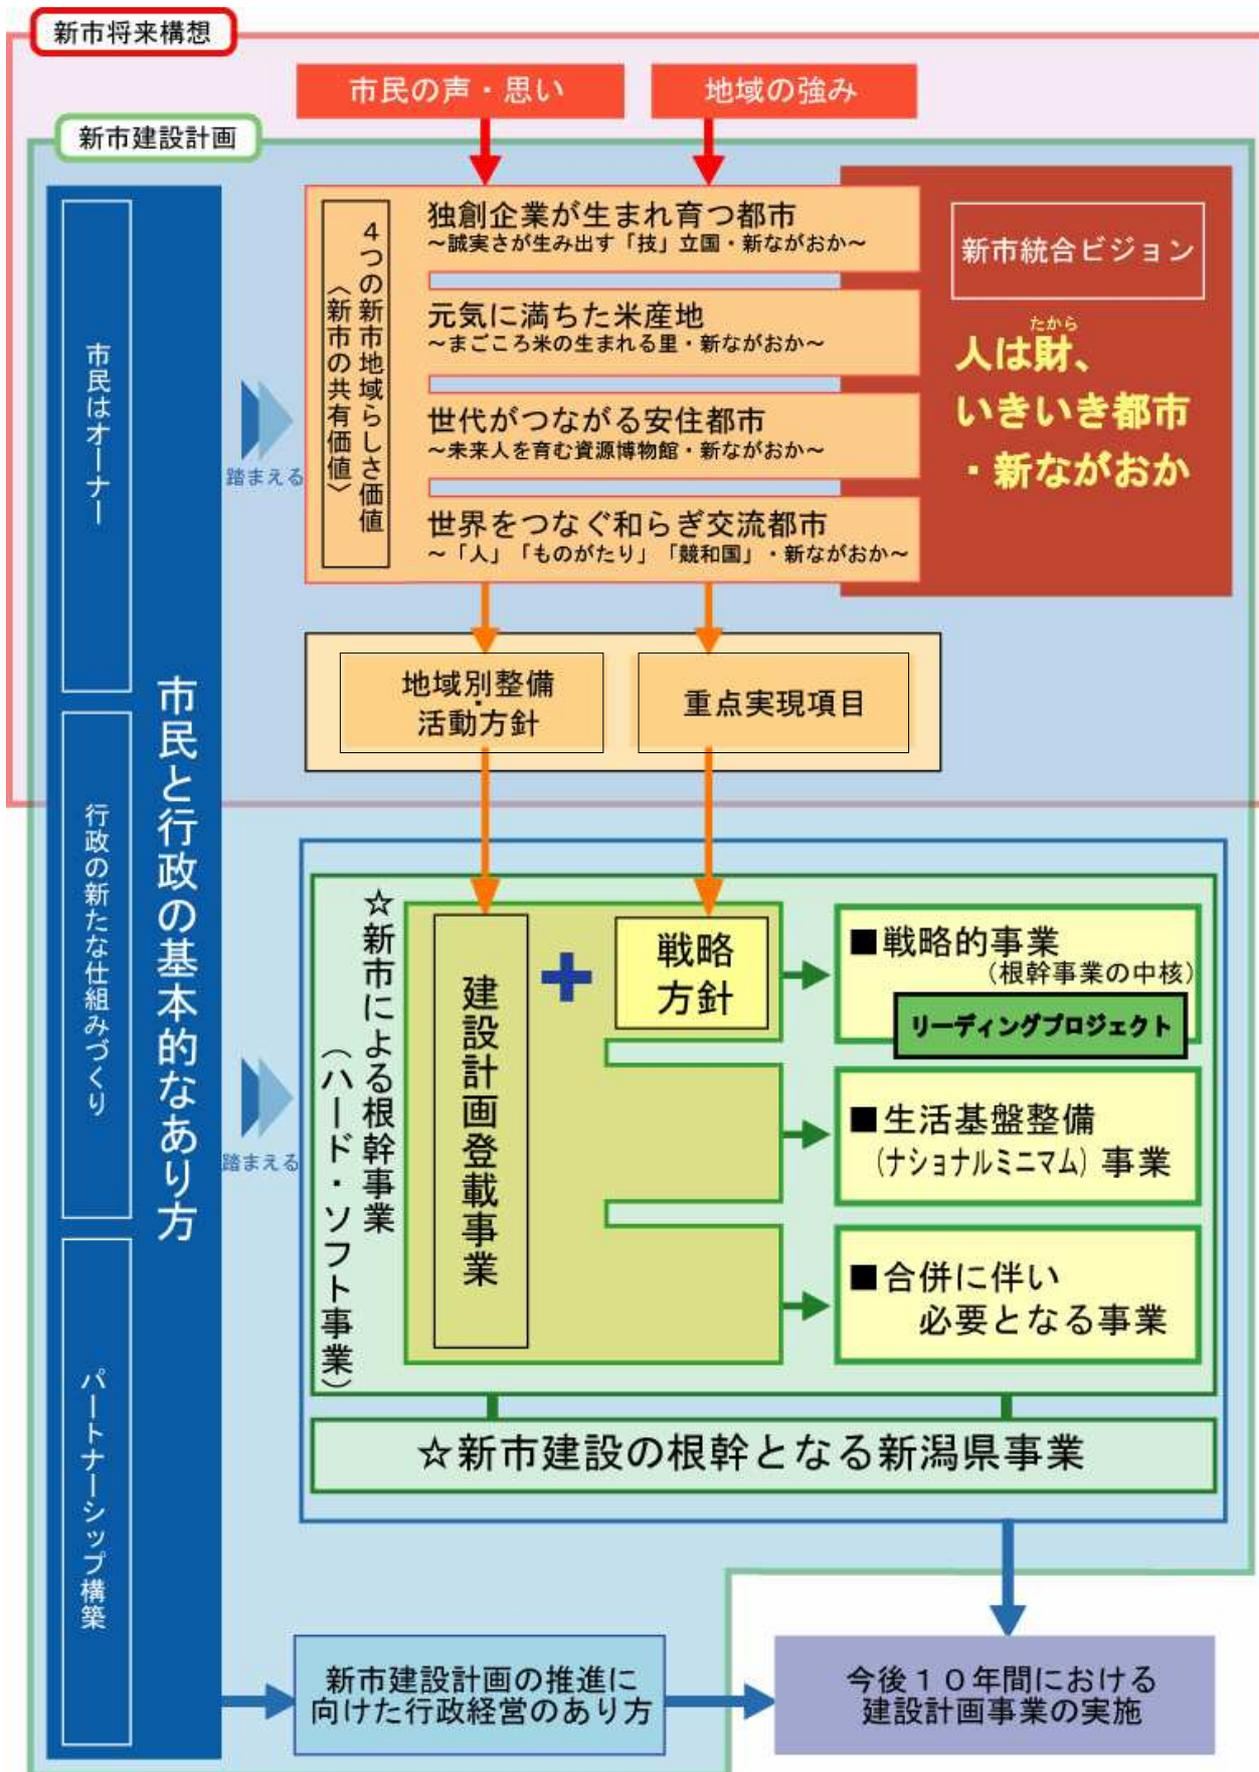 新市将来構想
市民の声・思い
地域の強み
新市建設計画
市民と行政の基本的なあり方
市民はオーナー
行政の新たな仕組みづくり
パートナーシップ構築
踏まえる
4つの新市地域らしさ価値
〈新市の共有価値〉
独創企業が生まれ育つ都市
～誠実さが生み出す「技」立国・新ながおか～
元気に満ちた米産地
～まごころ米の生まれる里・新ながおか～
世代がつながる安住都市
～未来人を育む資源博物館・新ながおか～
世界をつなぐ和らぎ交流都市
～「人」「ものがたり」「競和国」・新ながおか～
新市統合ビジョン
たから
人は財、
いきいき都市
・新ながおか
地域別整備
・
活動方針
重点実現項目
踏まえる
☆新市による根幹事業
（ハード・ソフト事業）
建設計画登載事業
＋
戦略
方針
■戦略的事業
（根幹事業の中核）
リーディングプロジェクト
■生活基盤整備
（ナショナルミニマム）事業
■合併に伴い
必要となる事業
☆新市建設の根幹となる新潟県事業
新市建設計画の推進に
向けた行政経営のあり方
今後１０年間における
建設計画事業の実施